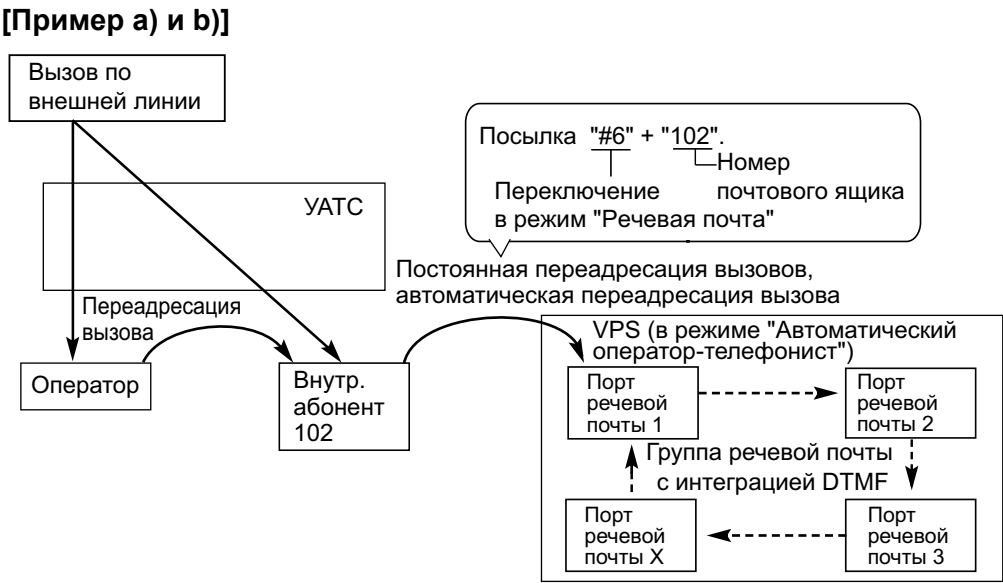 [Пример a) и b)]
Вызов по
внешней линии
Посылка "#6" + "102".
Номер
почтового ящика
Переключение
в режим "Речевая почта"
УАТС
Постоянная переадресация вызовов,
автоматическая переадресация вызова
Переадресация
вызова
Оператор
Внутр.
абонент
102
VPS (в режиме "Автоматический
оператор-телефонист")
Порт
речевой
почты 1
Порт
речевой
почты 2
Группа речевой почты
с интеграцией DTMF
Порт
речевой
почты X
Порт
речевой
почты 3